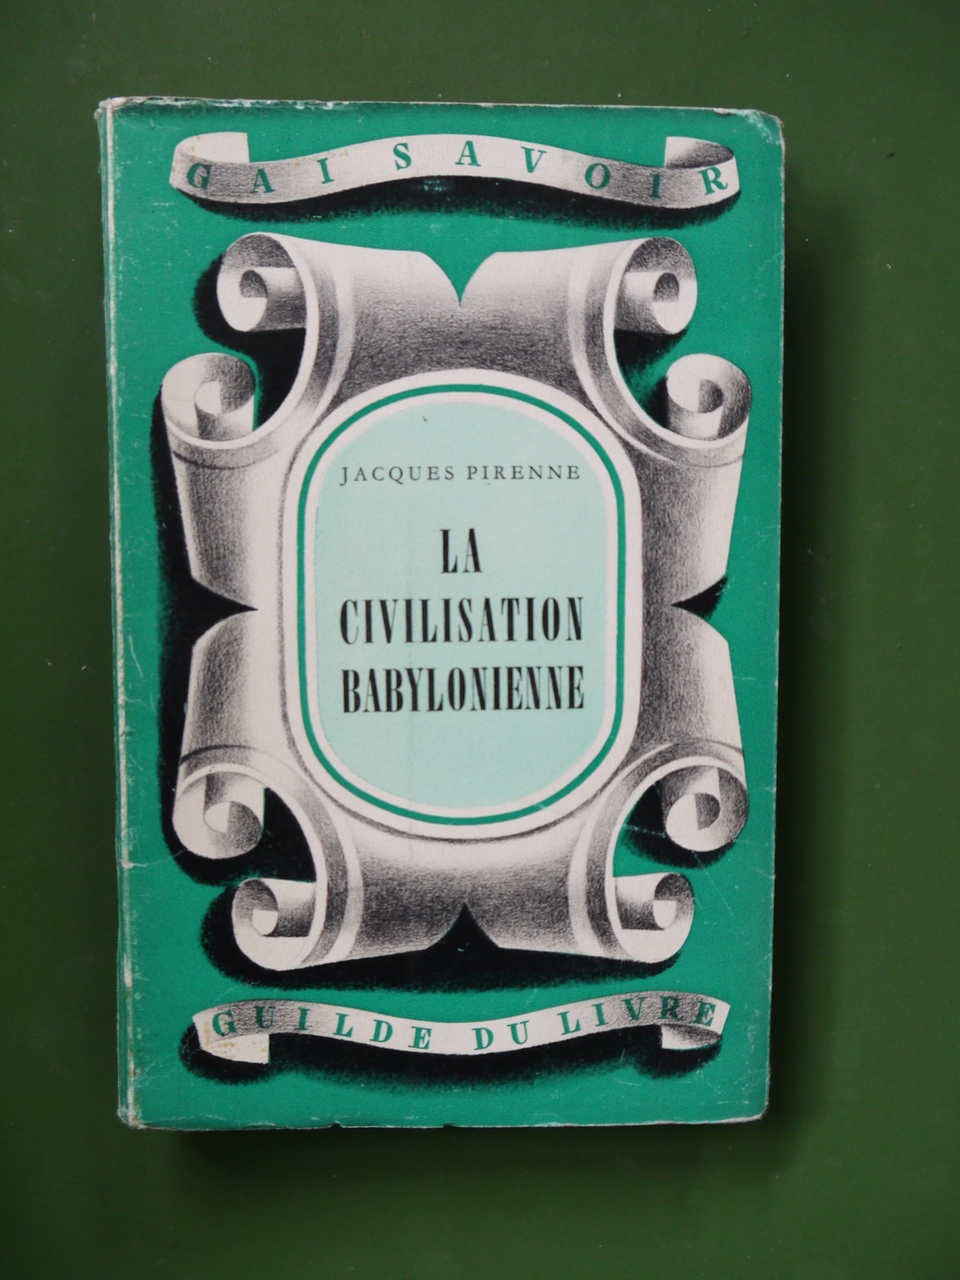 GAI SAVOIR
JACQUES PIRENNE
LA
CIVILISATION
BABYLONIENNE
GUILDE DU LIVRE